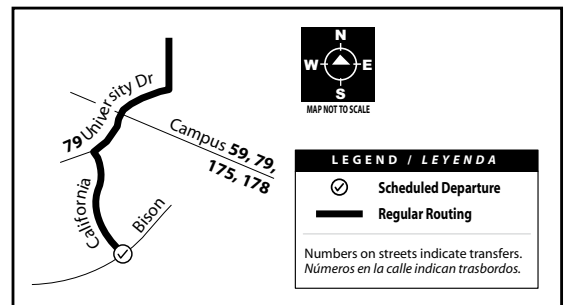 79 University Dr
Campus 59, 79,
175, 178
California
Bison
N
W E
S
MAP NOT TO SCALE
LEGEND / LEYENDA
Scheduled Departure
Regular Routing
Numbers on streets indicate transfers.
Números en la calle indican trasbordos.